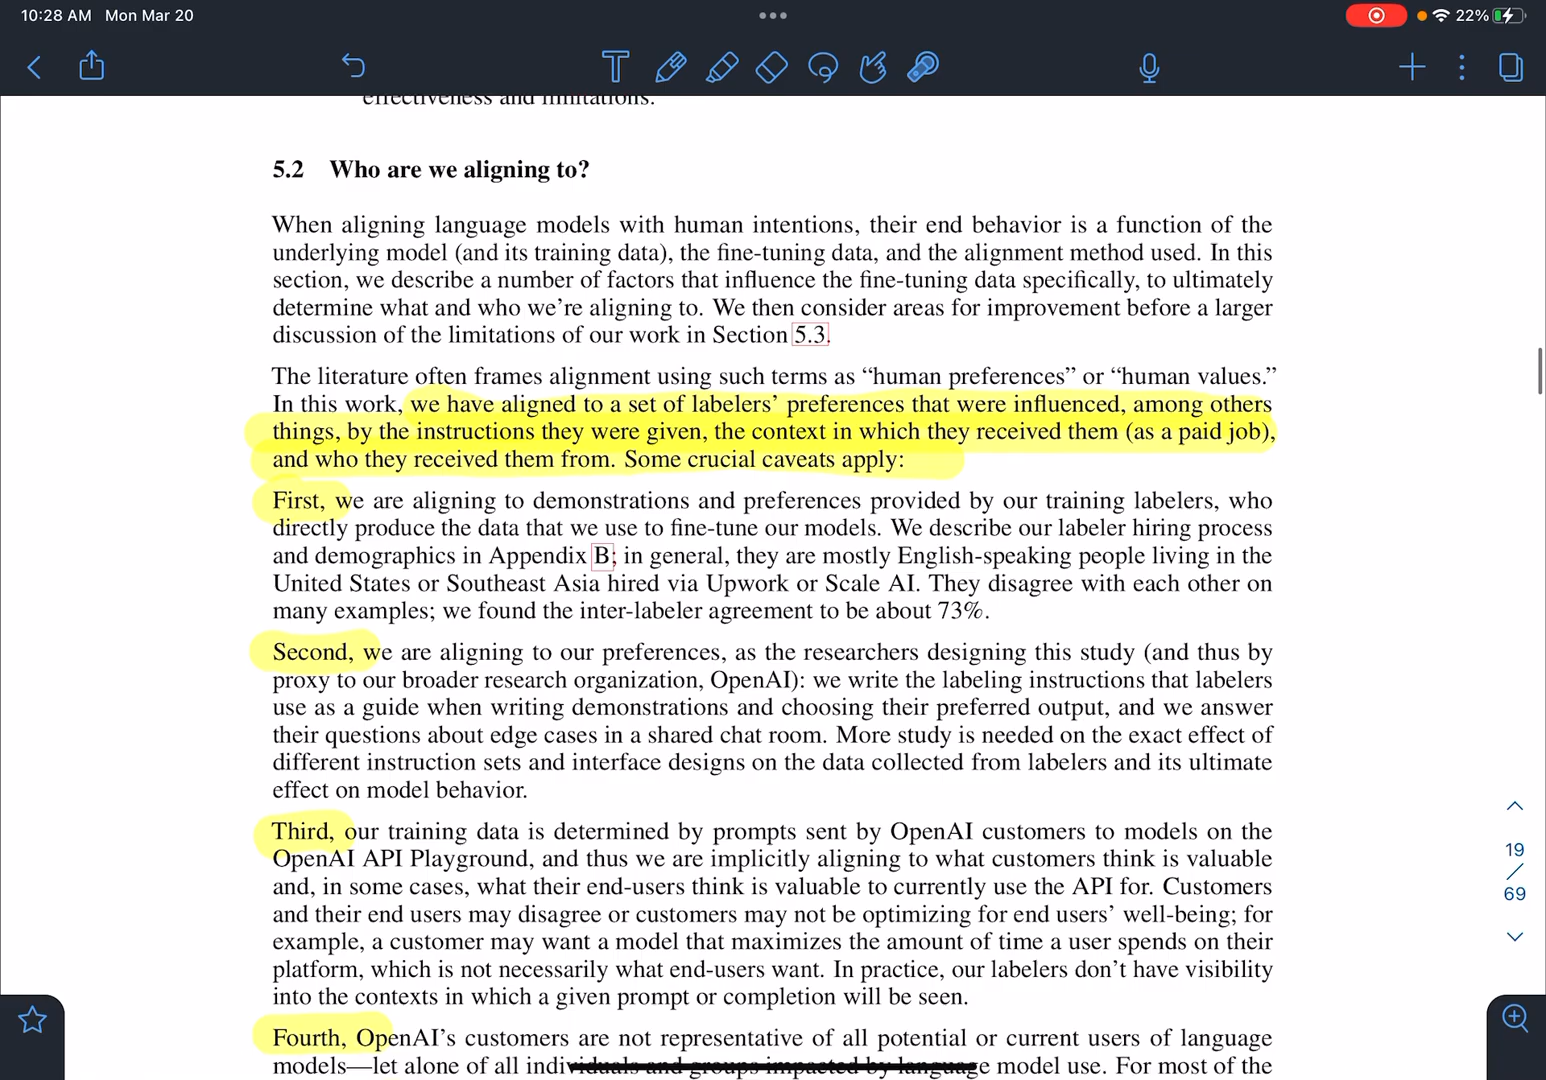 10:28 AM Mon Mar 20
22%
T
effectiveness and limitations.
5.2 Who are we aligning to?
When aligning language models with human intentions, their end behavior is a function of the
underlying model (and its training data), the fine-tuning data, and the alignment method used. In this
section, we describe a number of factors that influence the fine-tuning data specifically, to ultimately
determine what and who we’re aligning to. We then consider areas for improvement before a larger
discussion of the limitations of our work in Section 5.3.
The literature often frames alignment using such terms as “human preferences” or “human values.”
In this work, we have aligned to a set of labelers’ preferences that were influenced, among others
things, by the instructions they were given, the context in which they received them (as a paid job),
and who they received them from. Some crucial caveats apply:
First, we are aligning to demonstrations and preferences provided by our training labelers, who
directly produce the data that we use to fine-tune our models. We describe our labeler hiring process
and demographics in Appendix B; in general, they are mostly English-speaking people living in the
United States or Southeast Asia hired via Upwork or Scale AI. They disagree with each other on
many examples; we found the inter-labeler agreement to be about 73%.
Second, we are aligning to our preferences, as the researchers designing this study (and thus by
proxy to our broader research organization, OpenAI): we write the labeling instructions that labelers
use as a guide when writing demonstrations and choosing their preferred output, and we answer
their questions about edge cases in a shared chat room. More study is needed on the exact effect of
different instruction sets and interface designs on the data collected from labelers and its ultimate
effect on model behavior.
Third, our training data is determined by prompts sent by OpenAI customers to models on the
OpenAI API Playground, and thus we are implicitly aligning to what customers think is valuable
and, in some cases, what their end-users think is valuable to currently use the API for. Customers
and their end users may disagree or customers may not be optimizing for end users’ well-being; for
example, a customer may want a model that maximizes the amount of time a user spends on their
platform, which is not necessarily what end-users want. In practice, our labelers don’t have visibility
into the contexts in which a given prompt or completion will be seen.
Fourth, OpenAI’s customers are not representative of all potential or current users of language
models—let alone of all individuals and groups impacted by language model use. For most of the
19
/
69